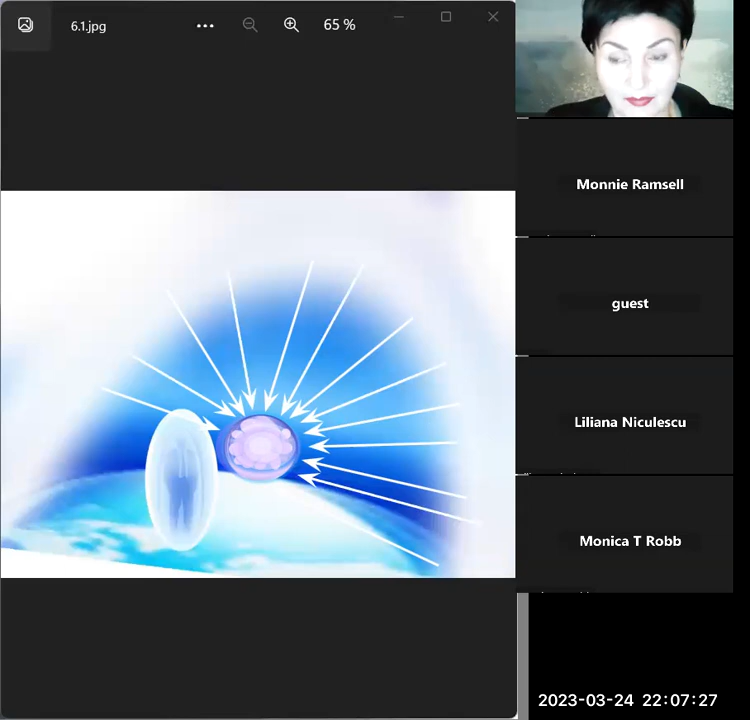 6.1.jpg
65 %
Monnie Ramsell
guest
Liliana Niculescu
Monica T Robb
2023-03-24 22:07:27